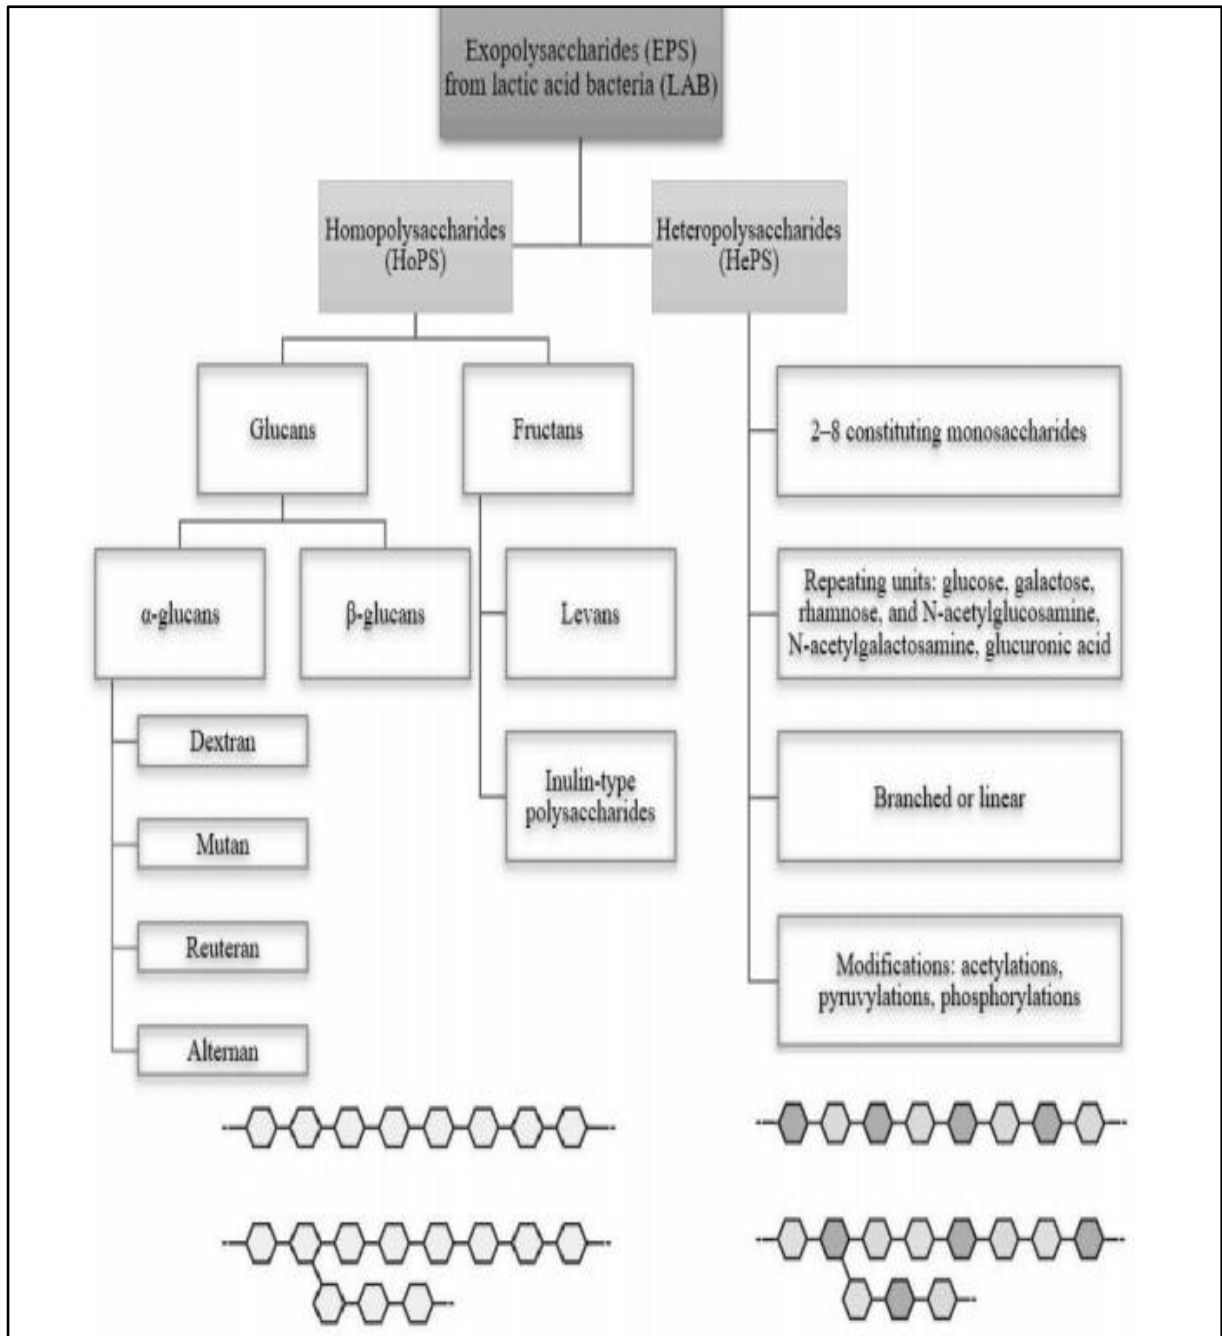 Exopolysaccharides (EPS)
from lactic acid bacteria (LAB)
Homopolysaccharides
(HoPS)
Heteropolysaccharides
(HePS)
Glucans
Fructans
2–8 constituting monosaccharides
α-glucans
β-glucans
Levans
Repeating units: glucose, galactose,
rhamnose, and N-acetylglucosamine,
N-acetylgalactosamine, glucuronic acid
Dextran
Mutan
Reuteran
Alternan
Inulin-type
polysaccharides
Branched or linear
Modifications: acetylations,
pyruvylations, phosphorylations